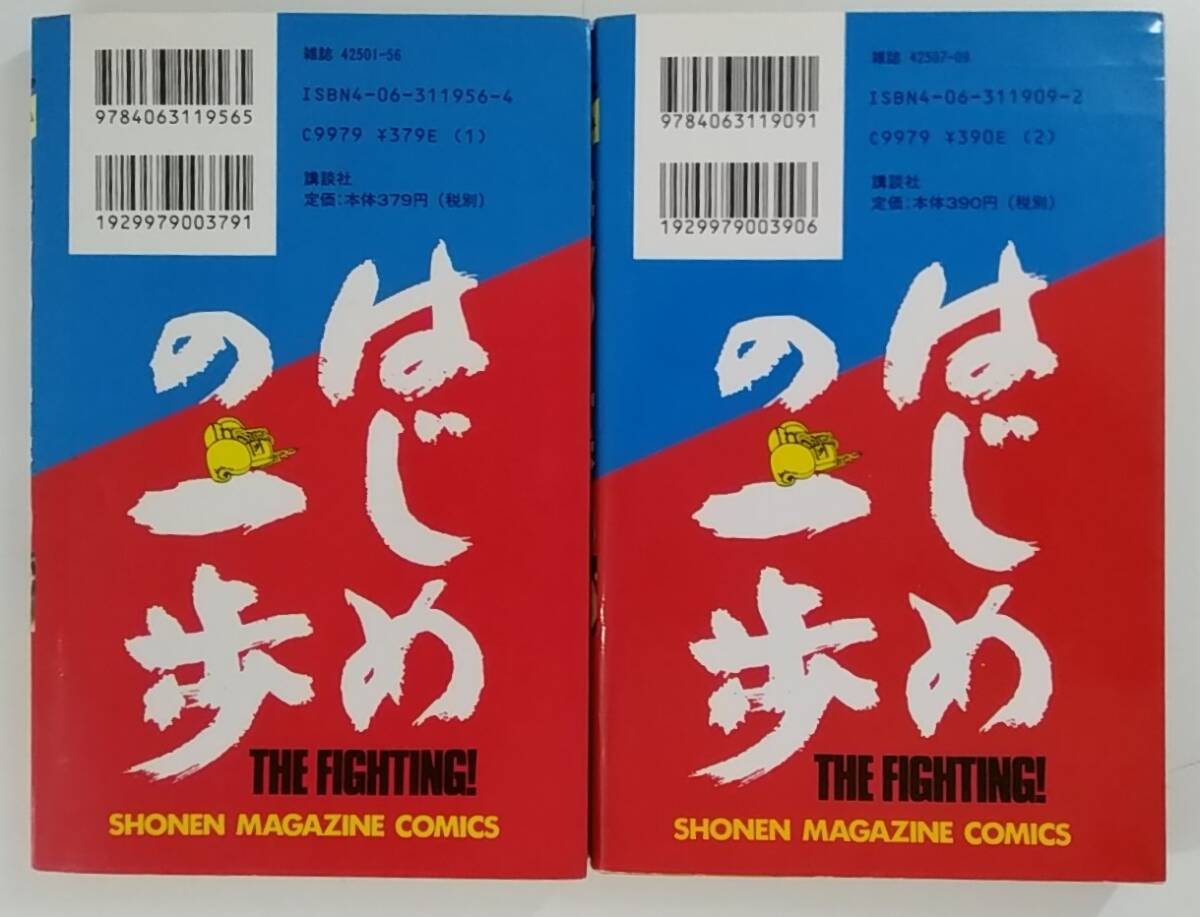 雑誌 42501-56
ISBN4-06-311956-4
9784063119565
C9979 ¥379E (1)
講談社
定価:本体379円(税別)
1929979003791
はじめ
の一歩
THE FIGHTING!
SHONEN MAGAZINE COMICS
雑誌 42507-09
ISBN4-06-311909-2
9784063119091
C9979 ¥390E (2)
講談社
定価:本体390円(税別)
1929979003906
はじめ
の一歩
THE FIGHTING!
SHONEN MAGAZINE COMICS